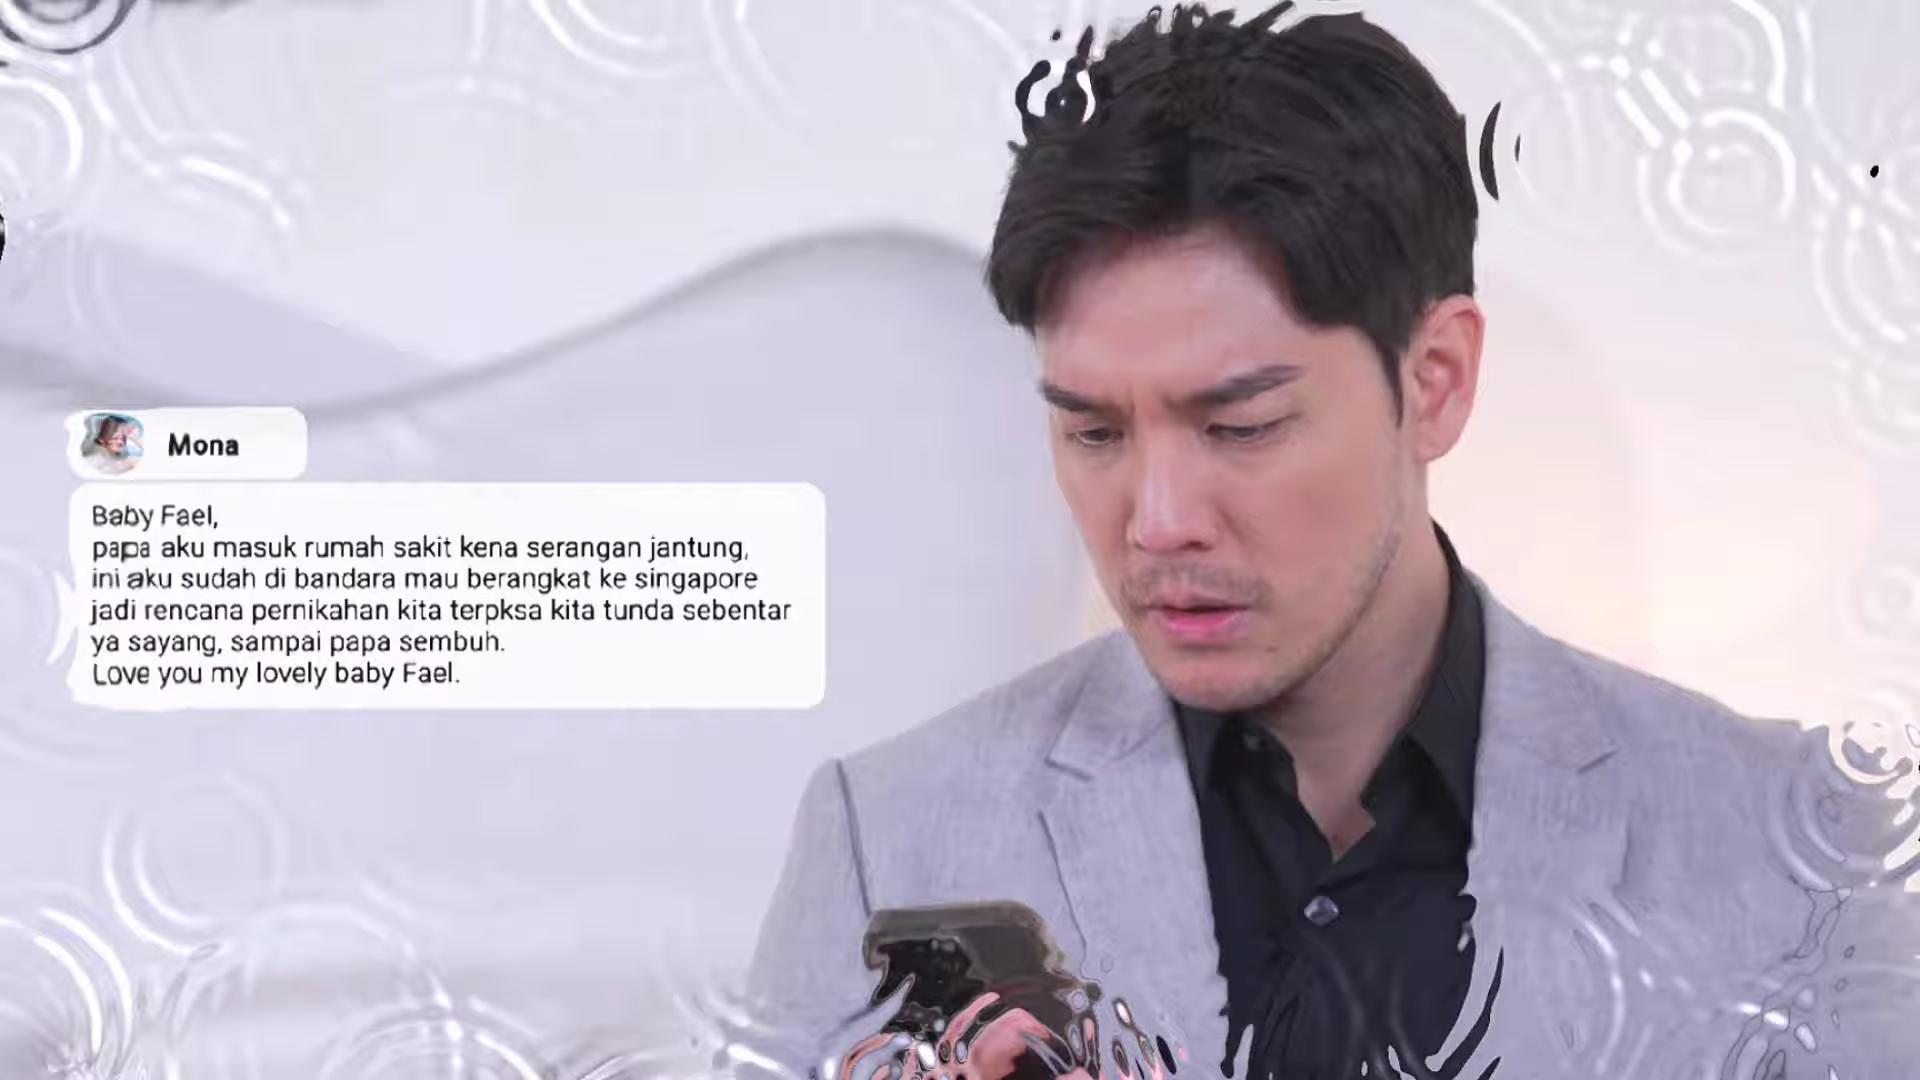 Mona
Baby Fael,
papa aku masuk rumah sakit kena serangan jantung,
ini aku sudah di bandara mau berangkat ke singapore
jadi rencana pernikahan kita terpksa kita tunda sebentar
ya sayang, sampai papa sembuh.
Love you my lovely baby Fael.